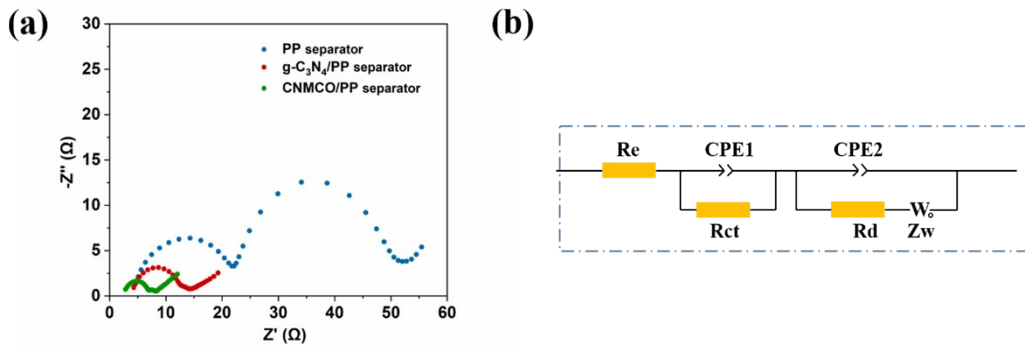 (a)
30
25
20
15
10
5
0
-Z'' (Ω)
PP separator
g-C₃N₄/PP separator
CNMCO/PP separator
0 10 20 30 40 50 60
Z' (Ω)
(b)
Re CPE1 CPE2
Rct Rd Wₒ
Zw